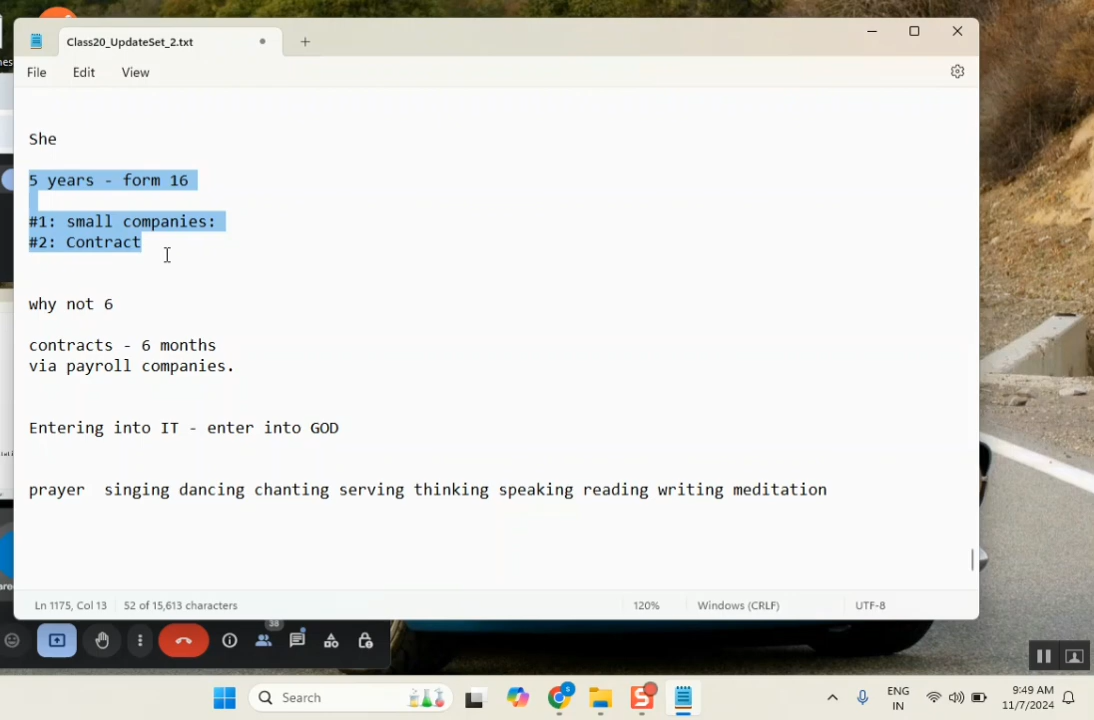 Class20_UpdateSet_2.txt
File Edit View
She
5 years - form 16
#1: small companies:
#2: Contract
why not 6
contracts - 6 months
via payroll companies.
Entering into IT - enter into GOD
prayer  singing dancing chanting serving thinking speaking reading writing meditation
Ln 1175, Col 13 52 of 15,613 characters 120% Windows (CRLF) UTF-8
38
Search
ENG
IN
9:49 AM
11/7/2024